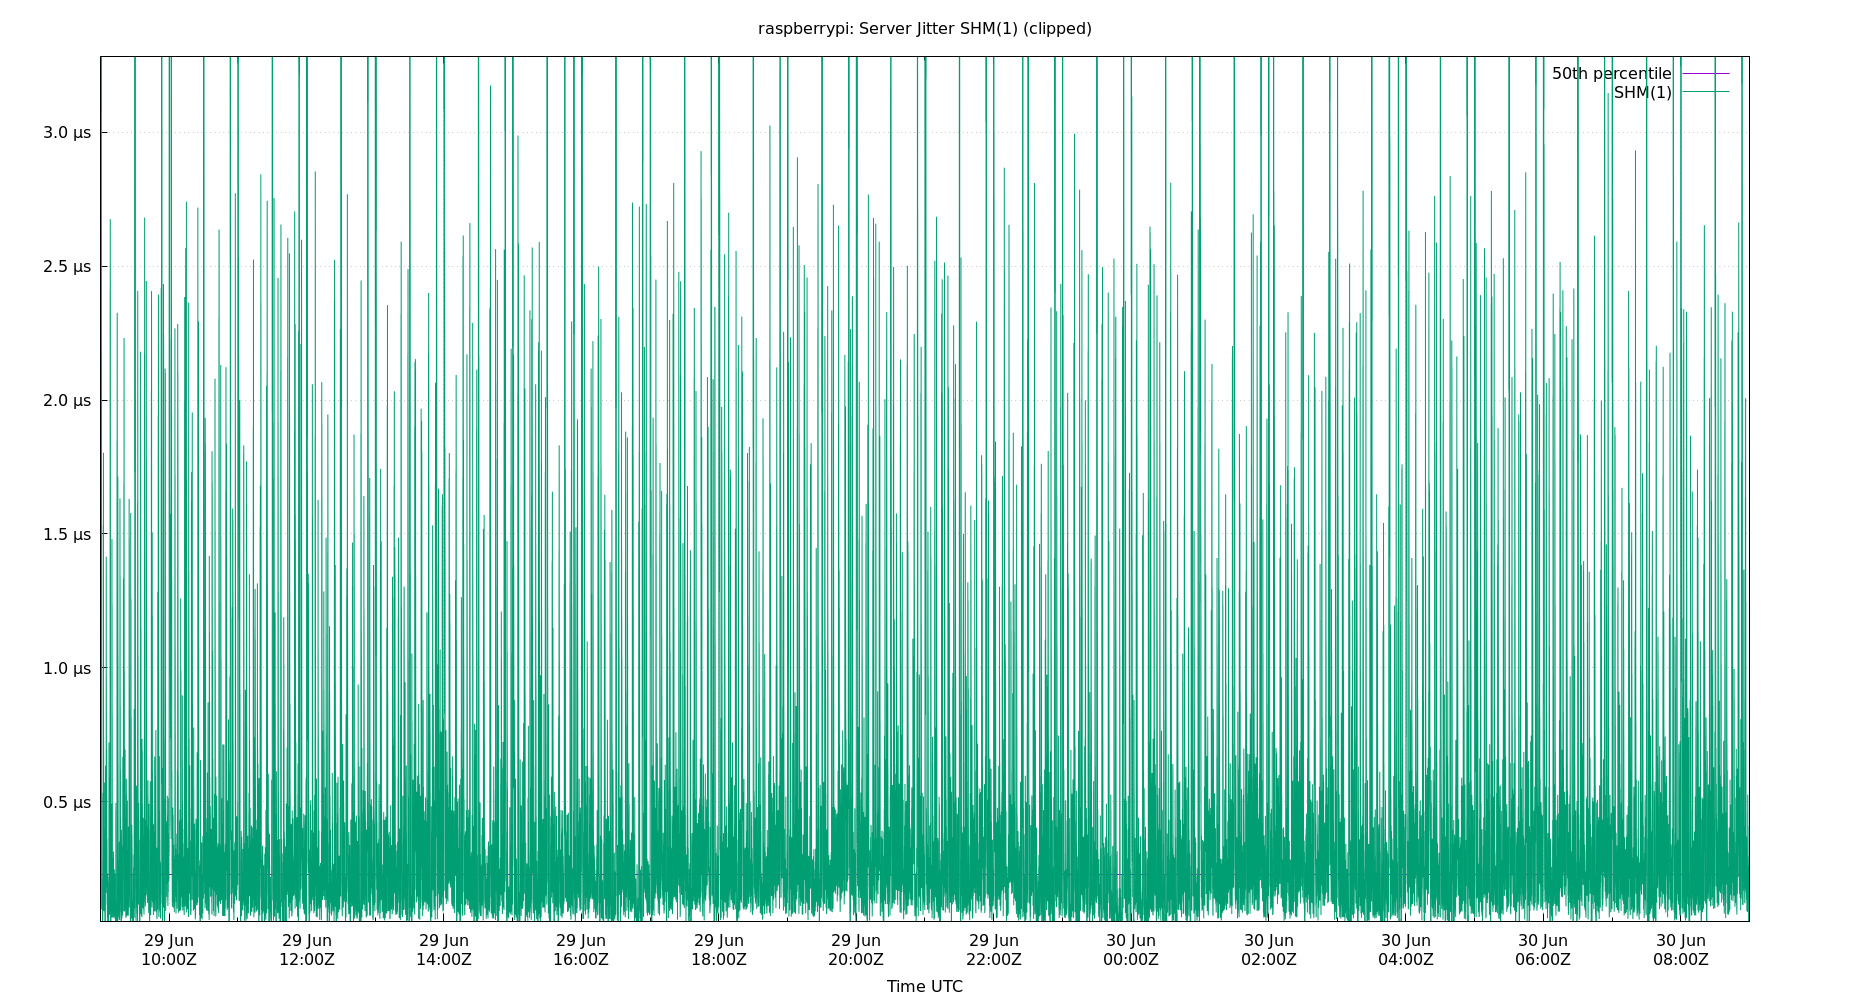 raspberrypi: Server Jitter SHM(1) (clipped)
50th percentile
SHM(1)
3.0 µs
2.5 µs
2.0 µs
1.5 µs
1.0 µs
0.5 µs
29 Jun 29 Jun 29 Jun 29 Jun 29 Jun 29 Jun 29 Jun 30 Jun 30 Jun 30 Jun 30 Jun 30 Jun
10:00Z 12:00Z 14:00Z 16:00Z 18:00Z 20:00Z 22:00Z 00:00Z 02:00Z 04:00Z 06:00Z 08:00Z
Time UTC